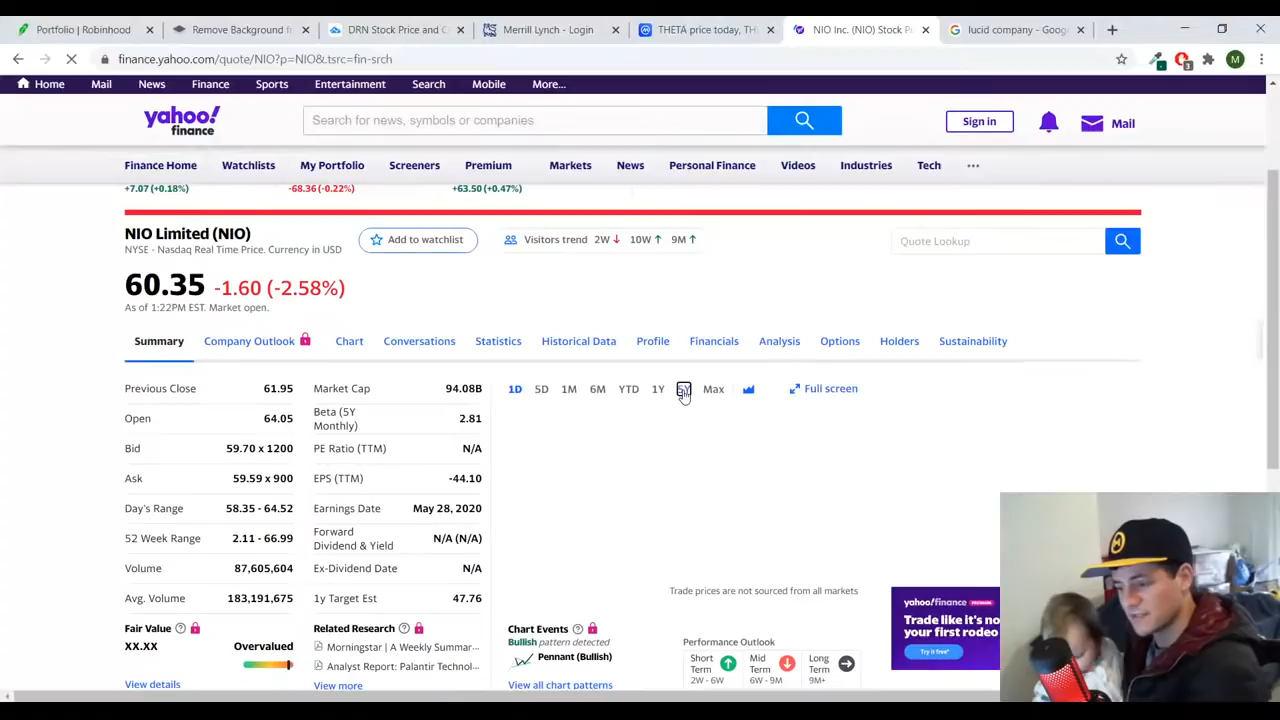 Portfolio | Robinhood
Remove Background f
DRN Stock Price and C
Merrill Lynch - Login
THETA price today, TH
NIO Inc. (NIO) Stock P
lucid company - Goog
finance.yahoo.com/quote/NIO?p=NIO&.tsrc=fin-srch
3
M
Home Mail News Finance Sports Entertainment Search Mobile More...
yahoo!
finance
Search for news, symbols or companies
Sign in
Mail
Finance Home Watchlists My Portfolio Screeners Premium Markets News Personal Finance Videos Industries Tech
+7.07 (+0.18%) -68.36 (-0.22%) +63.50 (+0.47%)
NIO Limited (NIO)
NYSE - Nasdaq Real Time Price. Currency in USD
Add to watchlist
Visitors trend 2W 10W 9M
Quote Lookup
60.35 -1.60 (-2.58%)
As of 1:22PM EST. Market open.
Summary Company Outlook Chart Conversations Statistics Historical Data Profile Financials Analysis Options Holders Sustainability
Previous Close 61.95
Open 64.05
Bid 59.70 x 1200
Ask 59.59 x 900
Day's Range 58.35 - 64.52
52 Week Range 2.11 - 66.99
Volume 87,605,604
Avg. Volume 183,191,675
Market Cap 94.08B
Beta (5Y
Monthly) 2.81
PE Ratio (TTM) N/A
EPS (TTM) -44.10
Earnings Date May 28, 2020
Forward
Dividend & Yield N/A (N/A)
Ex-Dividend Date N/A
1y Target Est 47.76
1D 5D 1M 6M YTD 1Y 5Y Max
Full screen
Trade prices are not sourced from all markets
Fair Value
XX.XX Overvalued
View details
Related Research
Morningstar | A Weekly Summar...
Analyst Report: Palantir Technol...
View more
Chart Events
Bullish pattern detected
Pennant (Bullish)
View all chart patterns
Performance Outlook
Short
Term
2W - 6W
Mid
Term
6W - 9M
Long
Term
9M+
yahoo!finance PREMIUM
Trade like it's no
your first rodeo
Try it free*